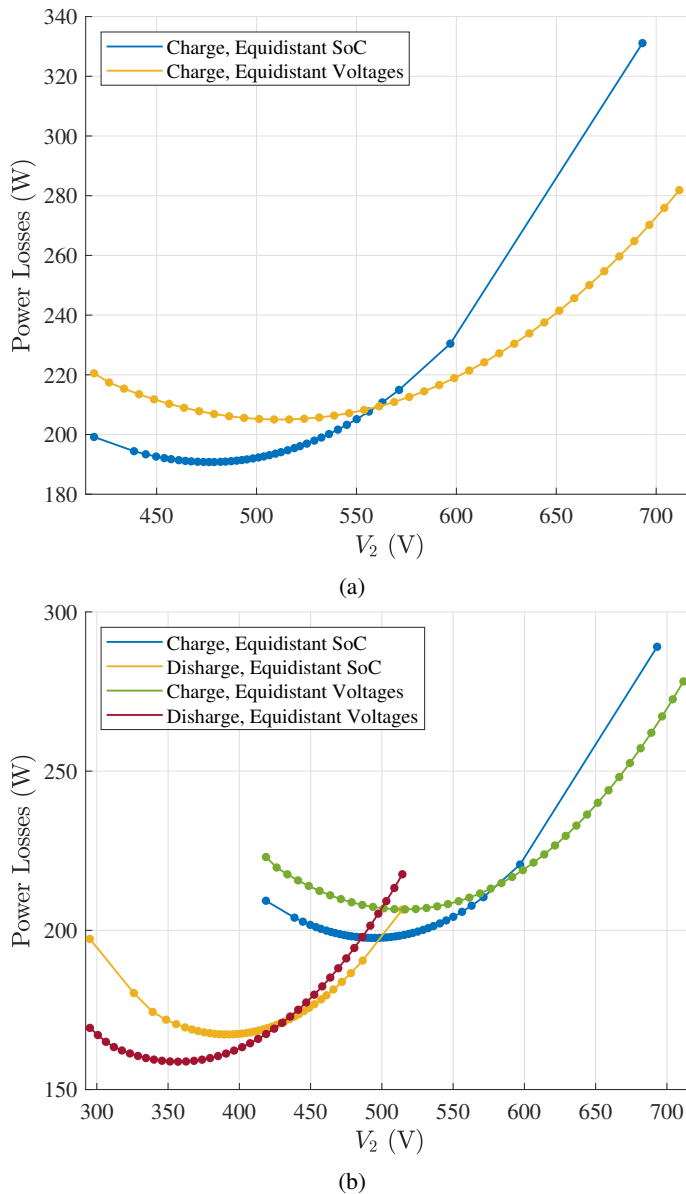 340
320
300
280
260
240
220
200
180
Power Losses (W)
Charge, Equidistant SoC
Charge, Equidistant Voltages
450 500 550 600 650 700
V₂ (V)
(a)
300
250
200
150
Power Losses (W)
Charge, Equidistant SoC
Disharge, Equidistant SoC
Charge, Equidistant Voltages
Disharge, Equidistant Voltages
300 350 400 450 500 550 600 650 700
V₂ (V)
(b)